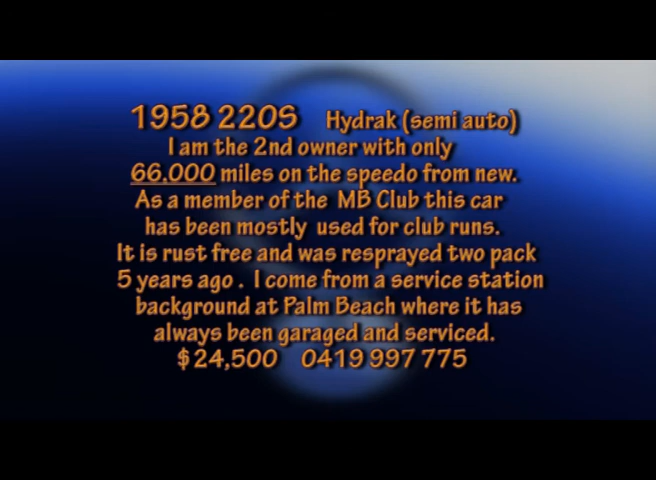 1958 220S Hydrak (semi auto)
I am the 2nd owner with only
66,000 miles on the speedo from new.
As a member of the MB Club this car
has been mostly used for club runs.
It is rust free and was resprayed two pack
5 years ago . I come from a service station
background at Palm Beach where it has
always been garaged and serviced.
$24,500 0419 997 775